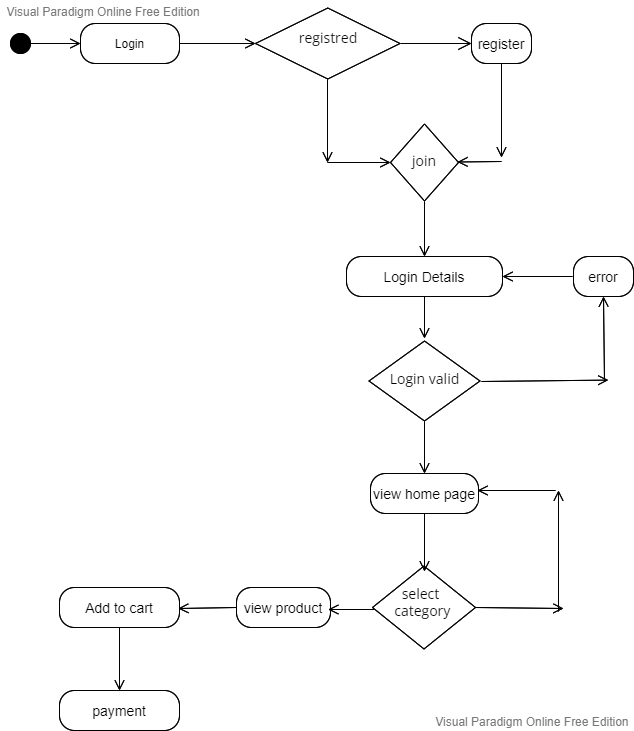 Visual Paradigm Online Free Edition
Login
registred
register
join
Login Details
error
Login valid
view home page
select
category
view product
Add to cart
payment
Visual Paradigm Online Free Edition